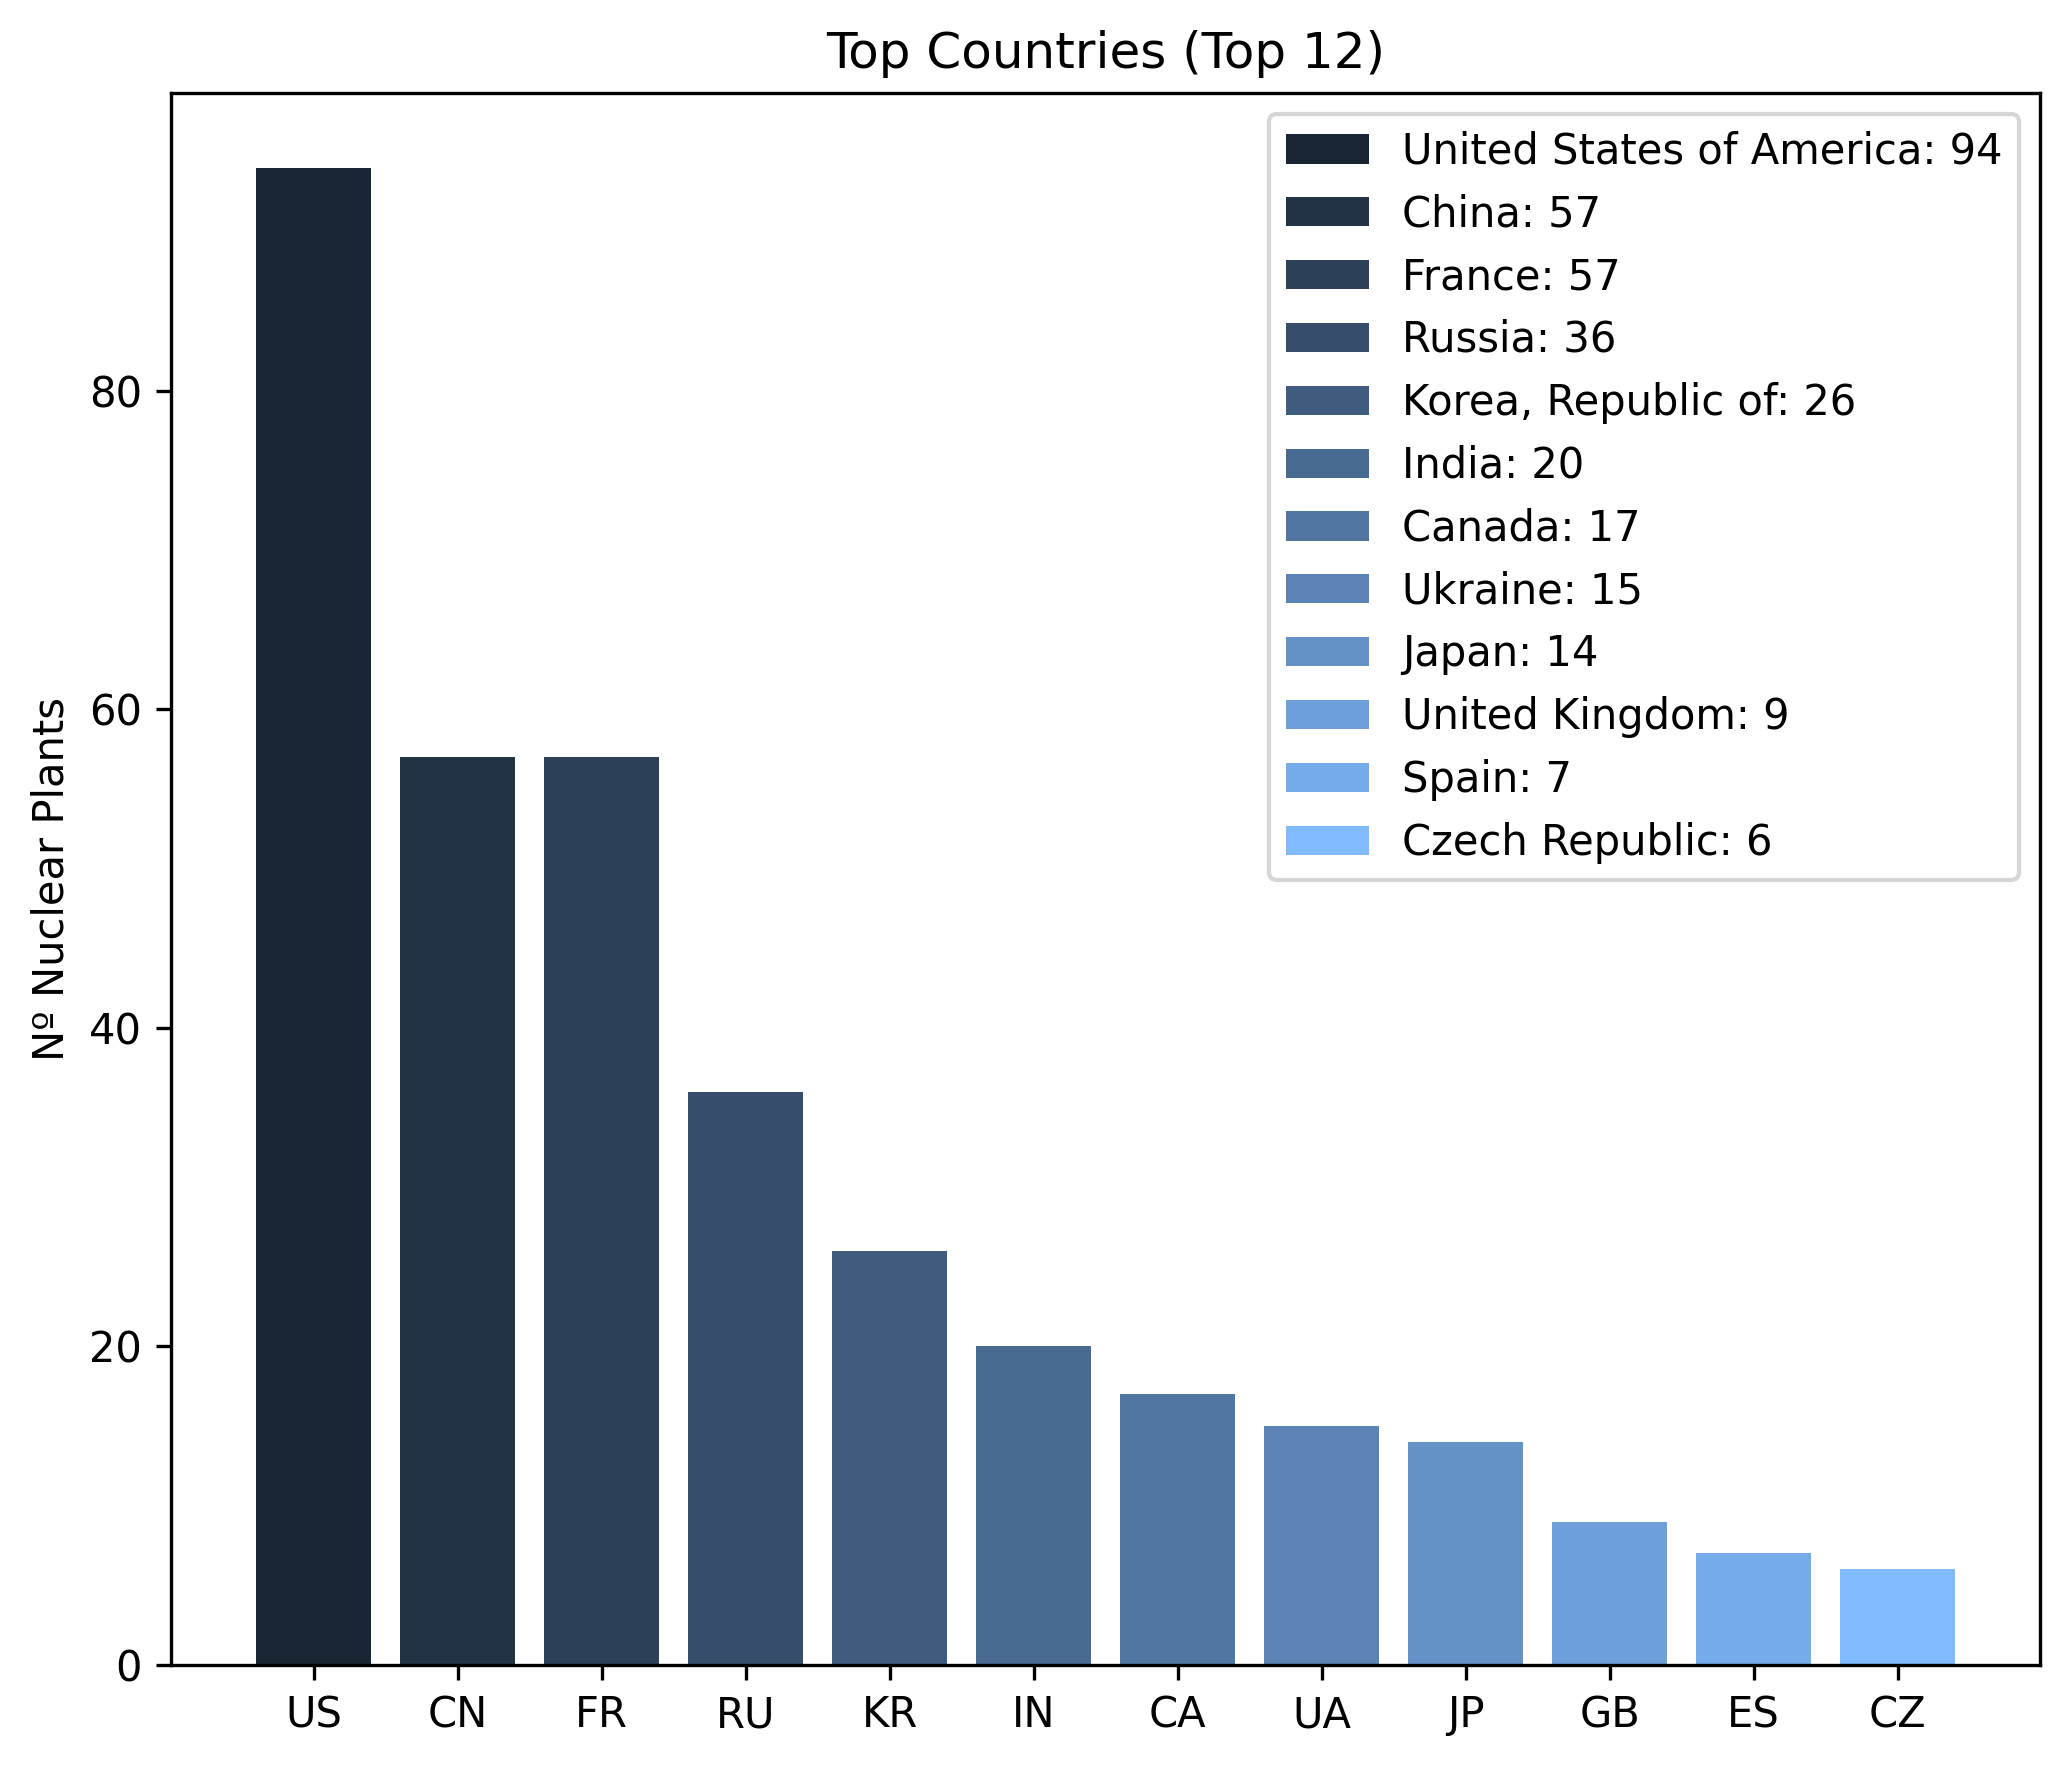 Top Countries (Top 12)
United States of America: 94
China: 57
France: 57
Russia: 36
Korea, Republic of: 26
India: 20
Canada: 17
Ukraine: 15
Japan: 14
United Kingdom: 9
Spain: 7
Czech Republic: 6
Nº Nuclear Plants
80
60
40
20
0
US CN FR RU KR IN CA UA JP GB ES CZ